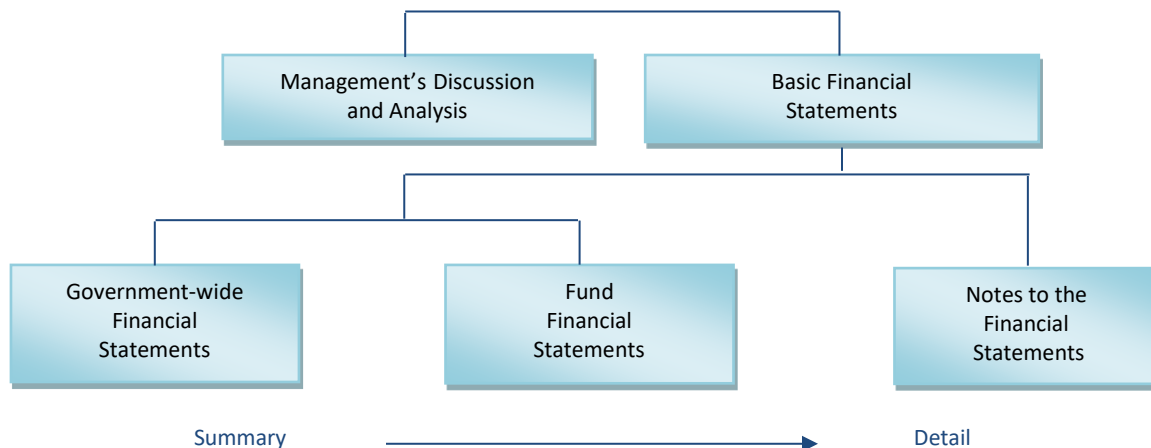 Management’s Discussion
and Analysis
Basic Financial
Statements
Government-wide
Financial
Statements
Fund
Financial
Statements
Notes to the
Financial
Statements
Summary
Detail